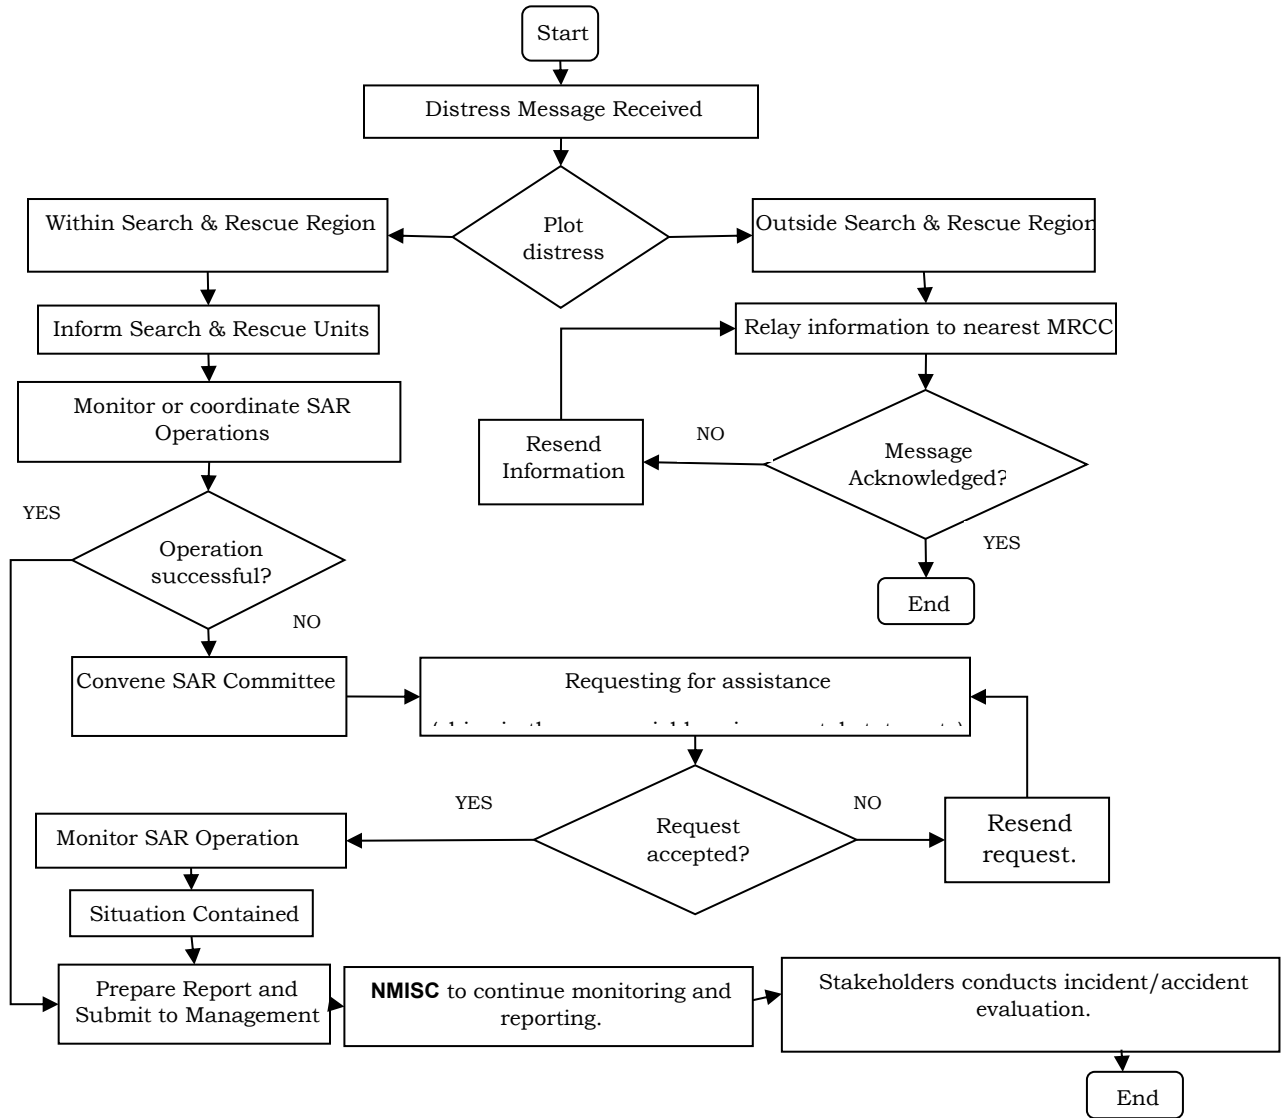 Start
Distress Message Received
Plot
distress
Within Search & Rescue Region
Outside Search & Rescue Region
Inform Search & Rescue Units
Relay information to nearest MRCC
Monitor or coordinate SAR
Operations
NO
Resend
Information
Message
Acknowledged?
YES
YES
End
Operation
successful?
NO
Convene SAR Committee
Requesting for assistance
YES
NO
Request
accepted?
Resend
request.
Monitor SAR Operation
Situation Contained
Prepare Report and
Submit to Management
NMISC to continue monitoring and
reporting.
Stakeholders conducts incident/accident
evaluation.
End